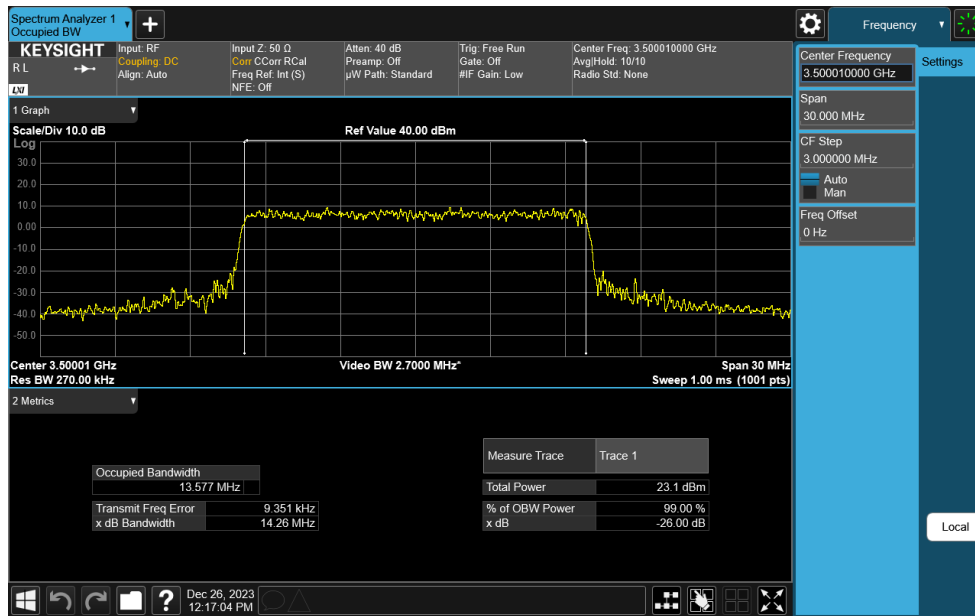 Spectrum Analyzer 1
Occupied BW
Frequency
KEYSIGHT
R L
LXI
Input: RF
Coupling: DC
Align: Auto
Input Z: 50 Ω
Corr CCorr RCal
Freq Ref: Int (S)
NFE: Off
Atten: 40 dB
Preamp: Off
µW Path: Standard
Trig: Free Run
Gate: Off
#IF Gain: Low
Center Freq: 3.500010000 GHz
Avg|Hold: 10/10
Radio Std: None
Center Frequency
3.500010000 GHz
Settings
Span
30.000 MHz
CF Step
3.000000 MHz
Auto
Man
Freq Offset
0 Hz
Local
1 Graph
Scale/Div 10.0 dB
Ref Value 40.00 dBm
Log
30.0
20.0
10.0
0.00
-10.0
-20.0
-30.0
-40.0
-50.0
Center 3.50001 GHz
Video BW 2.7000 MHz*
Span 30 MHz
Res BW 270.00 kHz
Sweep 1.00 ms (1001 pts)
2 Metrics
Occupied Bandwidth
13.577 MHz
Transmit Freq Error 9.351 kHz
x dB Bandwidth 14.26 MHz
Measure Trace Trace 1
Total Power 23.1 dBm
% of OBW Power 99.00 %
x dB -26.00 dB
?
Dec 26, 2023
12:17:04 PM